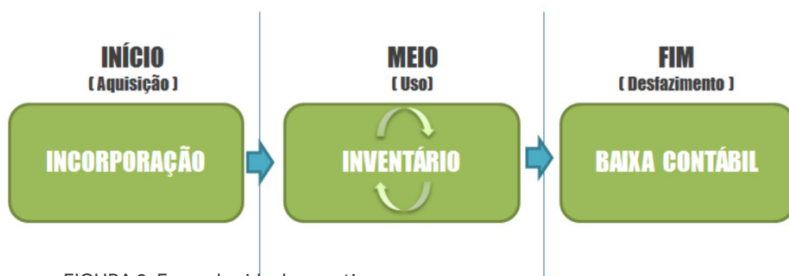 INÍCIO
( Aquisição )
INCORPORAÇÃO
MEIO
( Uso)
INVENTÁRIO
FIM
( Desfazimento )
BAIXA CONTÁBIL